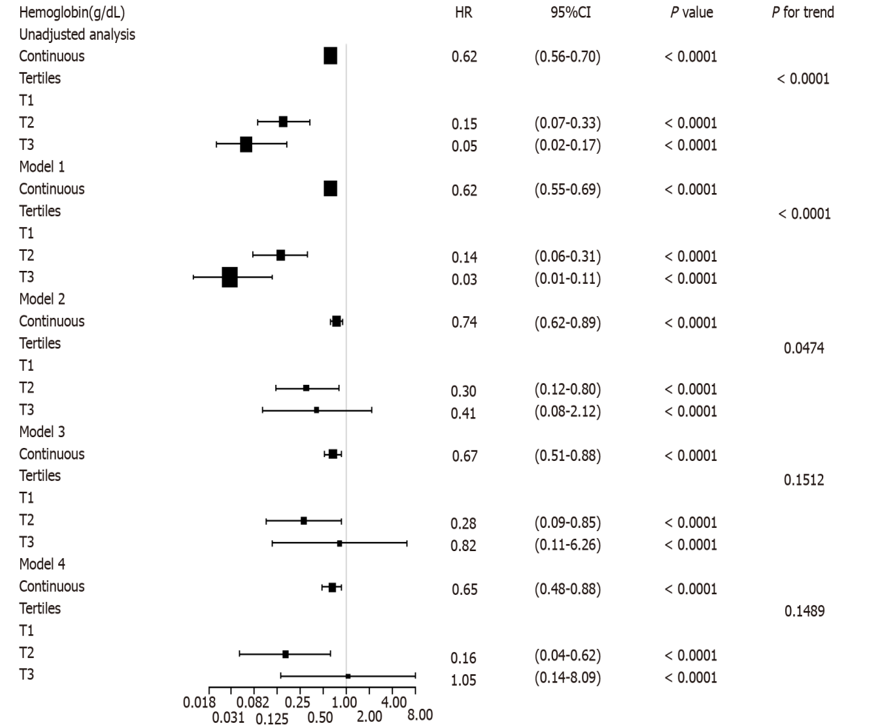 Hemoglobin(g/dL) HR 95%CI P value P for trend
Unadjusted analysis
Continuous 0.62 (0.56-0.70) < 0.0001
Tertiles < 0.0001
T1
T2 0.15 (0.07-0.33) < 0.0001
T3 0.05 (0.02-0.17) < 0.0001
Model 1
Continuous 0.62 (0.55-0.69) < 0.0001
Tertiles < 0.0001
T1
T2 0.14 (0.06-0.31) < 0.0001
T3 0.03 (0.01-0.11) < 0.0001
Model 2
Continuous 0.74 (0.62-0.89) < 0.0001
Tertiles 0.0474
T1
T2 0.30 (0.12-0.80) < 0.0001
T3 0.41 (0.08-2.12) < 0.0001
Model 3
Continuous 0.67 (0.51-0.88) < 0.0001
Tertiles 0.1512
T1
T2 0.28 (0.09-0.85) < 0.0001
T3 0.82 (0.11-6.26) < 0.0001
Model 4
Continuous 0.65 (0.48-0.88) < 0.0001
Tertiles 0.1489
T1
T2 0.16 (0.04-0.62) < 0.0001
T3 1.05 (0.14-8.09) < 0.0001
0.018 0.082 0.25 1.00 4.00
0.031 0.125 0.50 2.00 8.00